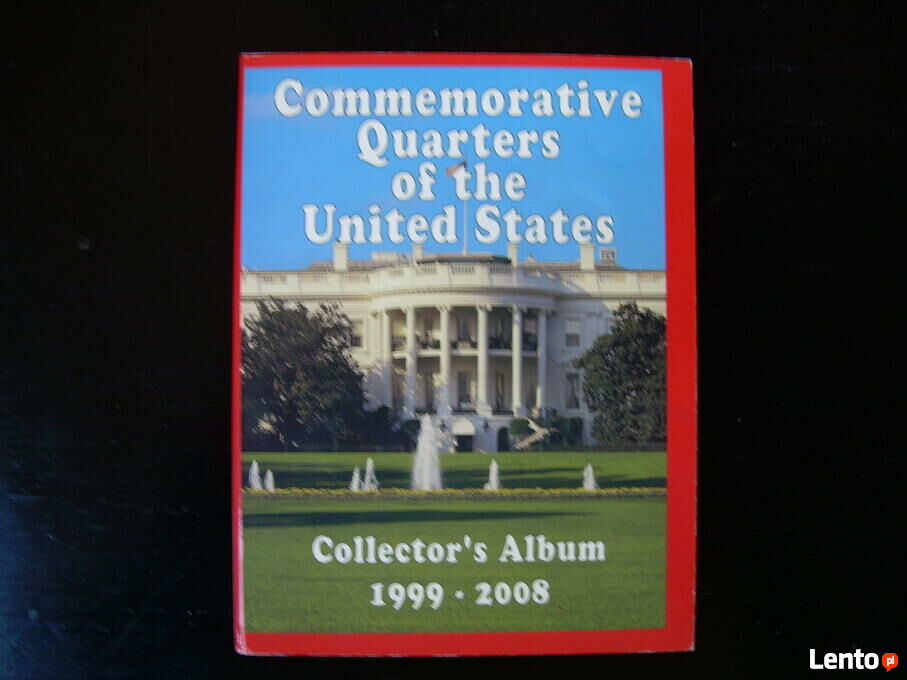 Commemorative
Quarters
of the
United States
Collector's Album
1999 · 2008
Lento pl